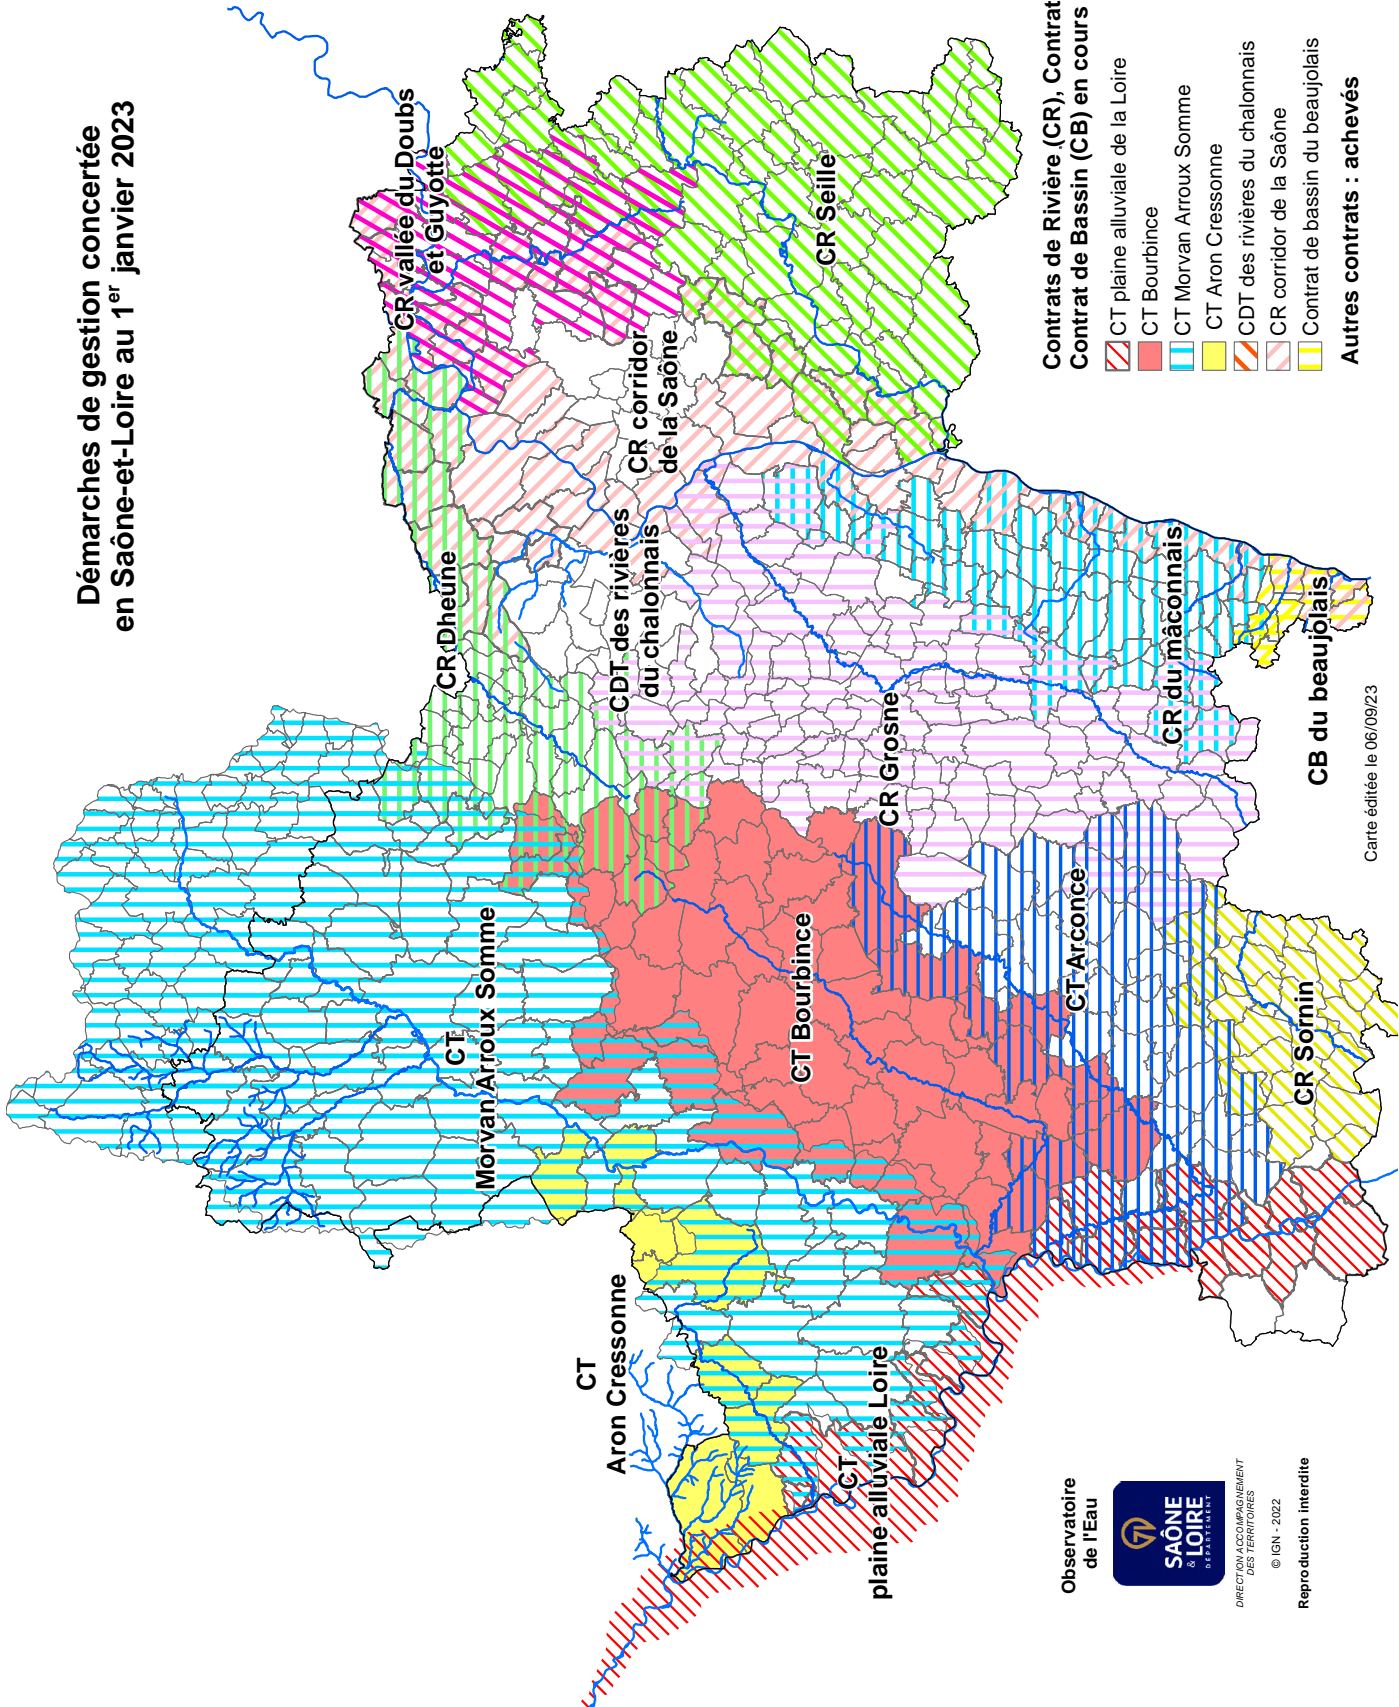 Démarches de gestion concertée
en Saône-et-Loire au 1er janvier 2023
CR vallée du Doubs
et Guyotte
CR Seille
CR corridor
de la Saône
CR Dheune
CDT des rivières
du chalonnais
CR Grosne
CR du mâconnais
CB du beaujolais
CT
Morvan Arroux Somme
CT Bourbince
CT Arconce
CR Sornin
CT
Aron Cressonne
CT
plaine alluviale Loire
Contrats de Rivière (CR), Contrat
Contrat de Bassin (CB) en cours
CT plaine alluviale de la Loire
CT Bourbince
CT Morvan Arroux Somme
CT Aron Cressonne
CDT des rivières du chalonnais
CR corridor de la Saône
Contrat de bassin du beaujolais
Autres contrats : achevés
Carte éditée le 06/09/23
Observatoire
de l'Eau
SAÔNE
& LOIRE
DÉPARTEMENT
DIRECTION ACCOMPAGNEMENT
DES TERRITOIRES
© IGN - 2022
Reproduction interdite